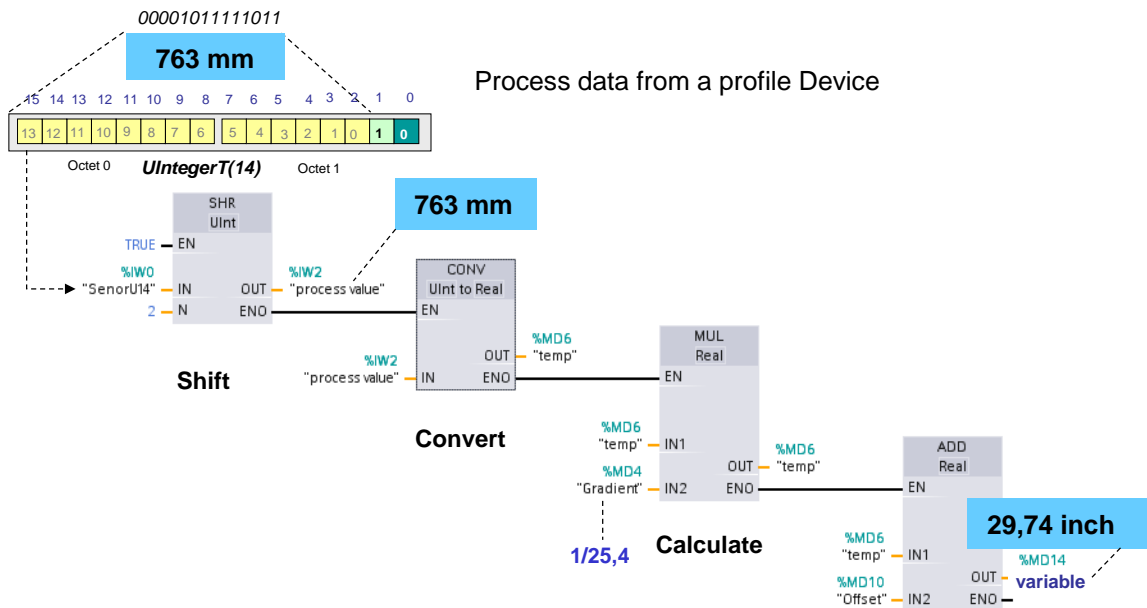 00001011111011
763 mm
Process data from a profile Device
15 14 13 12 11 10 9 8 7 6 5 4 3 2 1 0
13 12 11 10 9 8 7 6 5 4 3 2 1 0 1 0
Octet 0 UIntegerT(14) Octet 1
SHR
UInt
763 mm
TRUE EN
%IW0 %IW2
"SenorU14" IN OUT "process value"
2 N ENO
CONV
UInt to Real
EN
%MD6
OUT "temp"
%IW2
"process value" IN ENO
Shift
MUL
Real
EN
Convert
%MD6 %MD6
"temp" IN1 OUT "temp"
%MD4
"Gradient" IN2 ENO
1/25,4
Calculate
ADD
Real
EN
29,74 inch
%MD6 %MD14
"temp" IN1 OUT variable
%MD10
"Offset" IN2 ENO